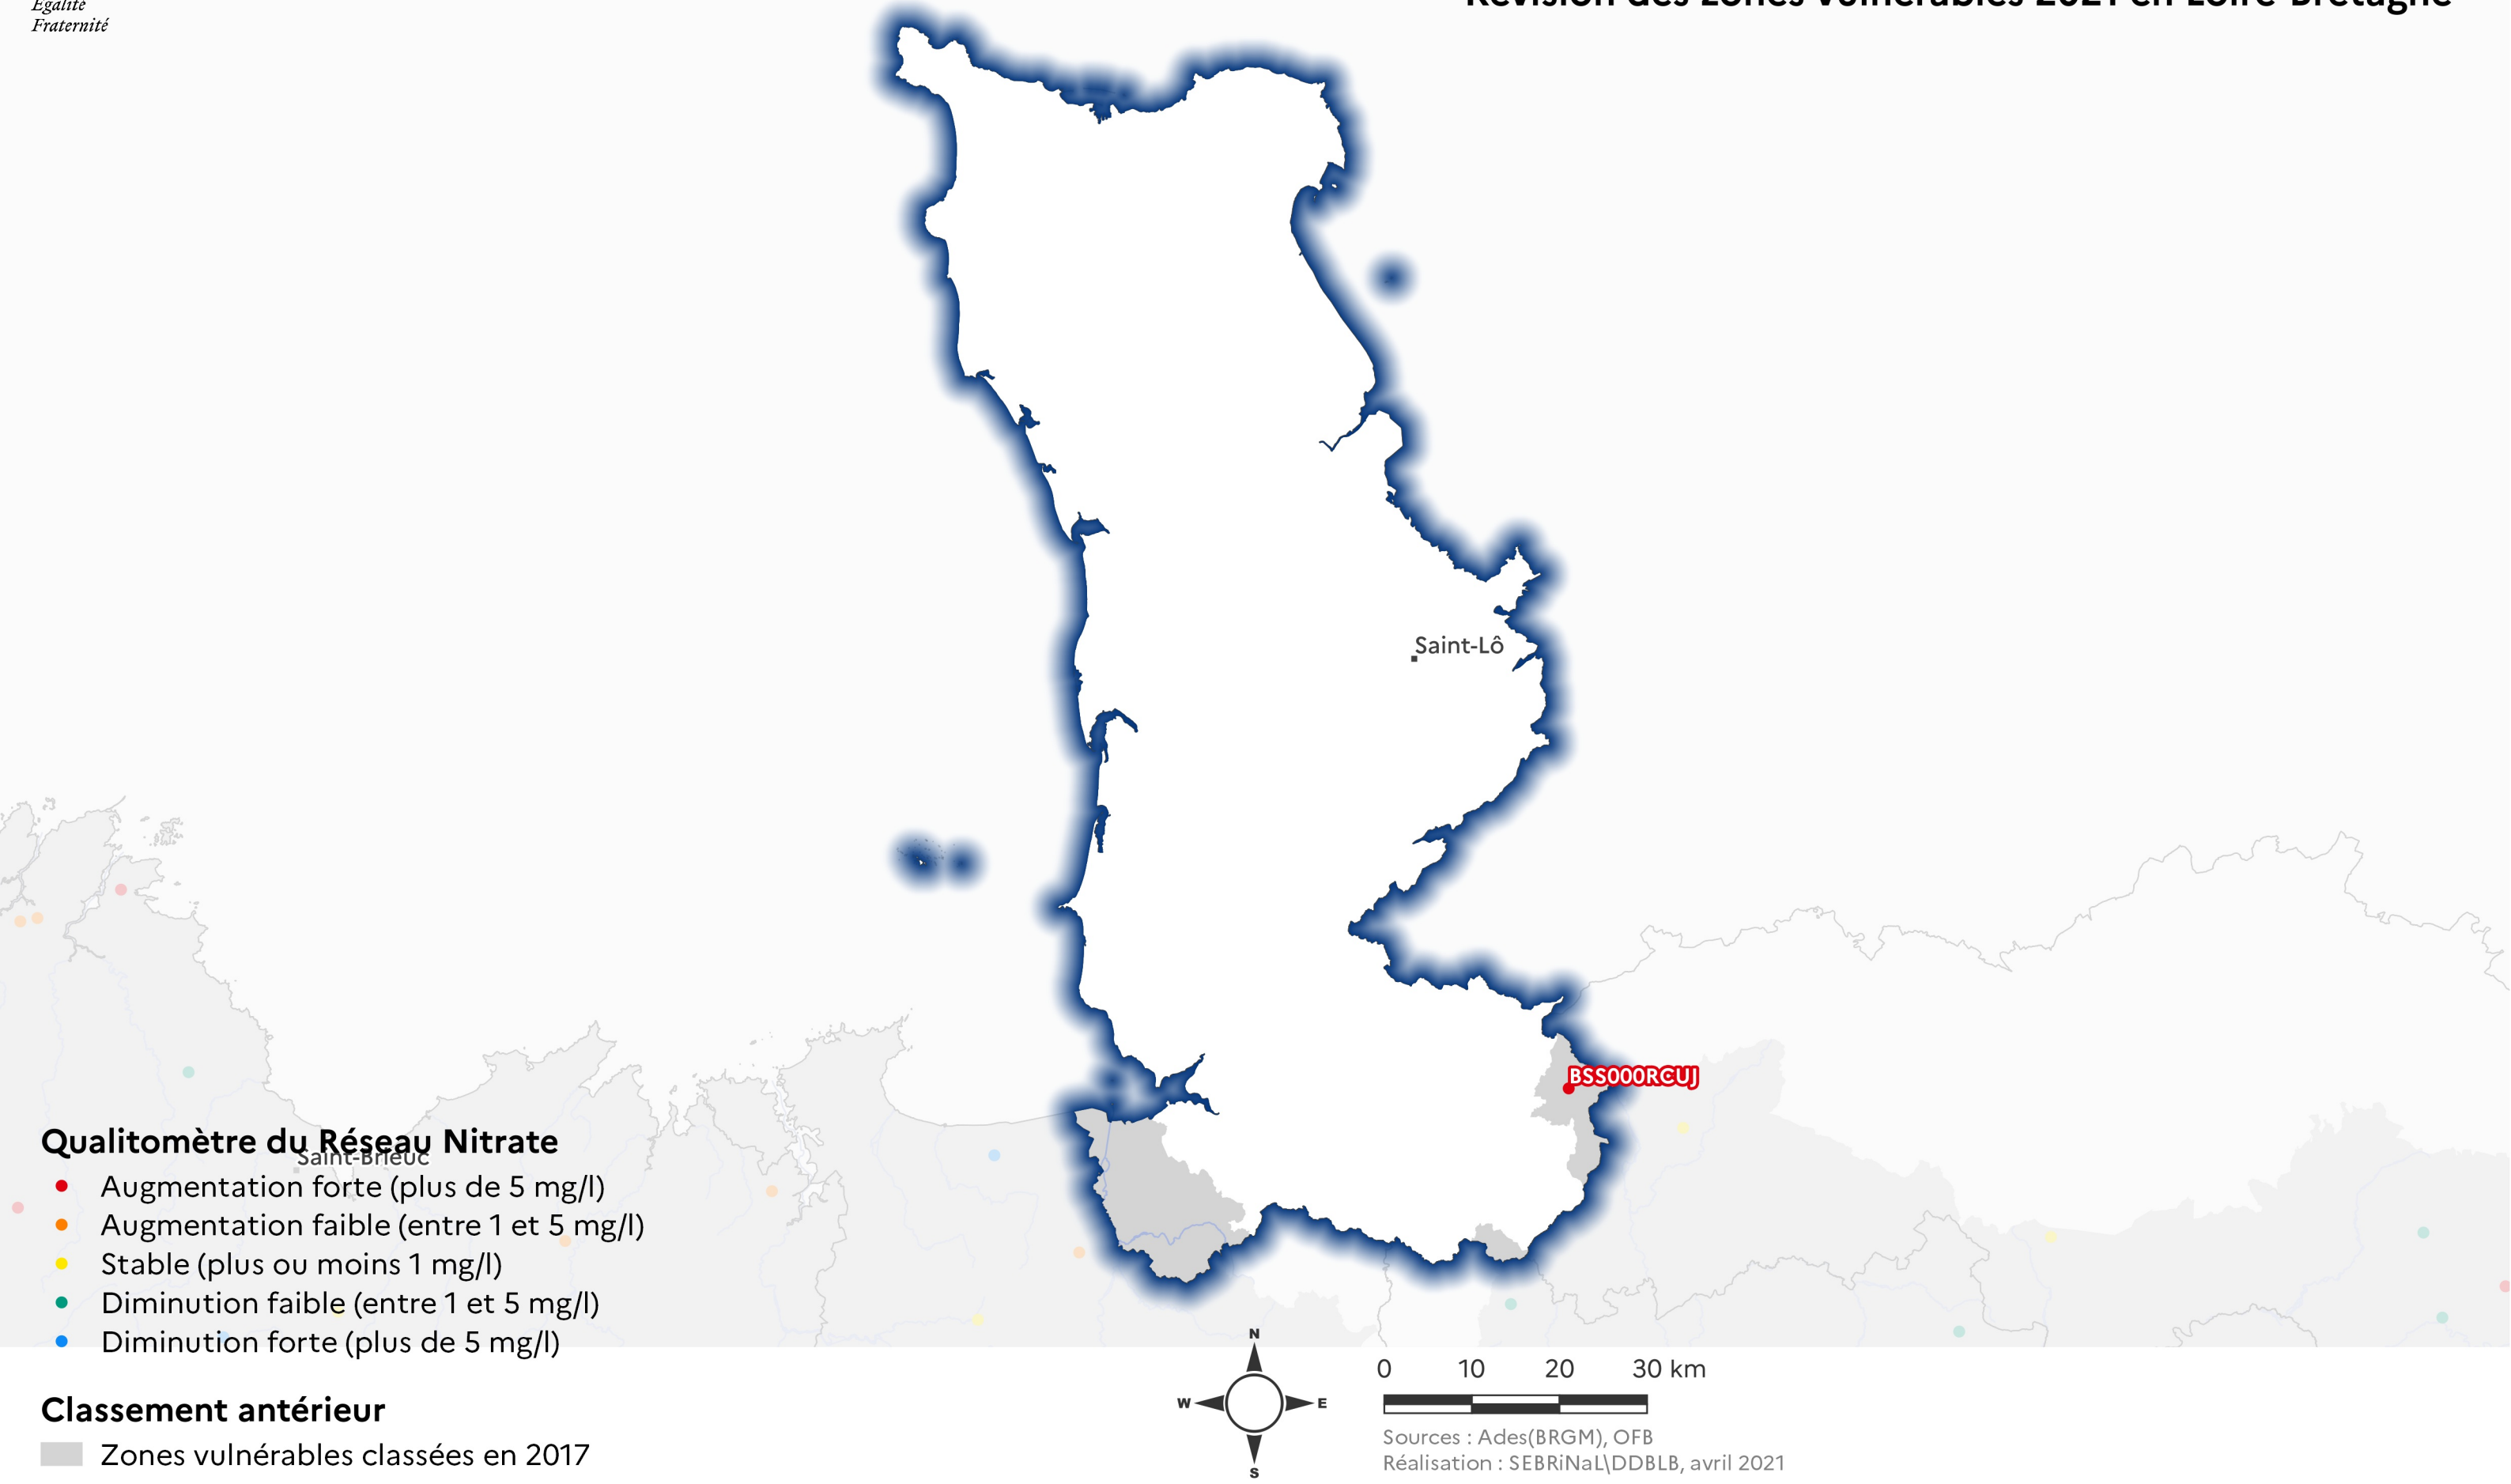 Égalité
Fraternité
Révision des zones vulnérables 2021 en Loire-Bretagne
Saint-Lô
BSS000RCUJ
Qualitomètre du Réseau Nitrate
Saint-Brieuc
Augmentation forte (plus de 5 mg/l)
Augmentation faible (entre 1 et 5 mg/l)
Stable (plus ou moins 1 mg/l)
Diminution faible (entre 1 et 5 mg/l)
Diminution forte (plus de 5 mg/l)
Classement antérieur
Zones vulnérables classées en 2017
N
W E
S
0 10 20 30 km
Sources : Ades(BRGM), OFB
Réalisation : SEBRiNaL\DDBLB, avril 2021